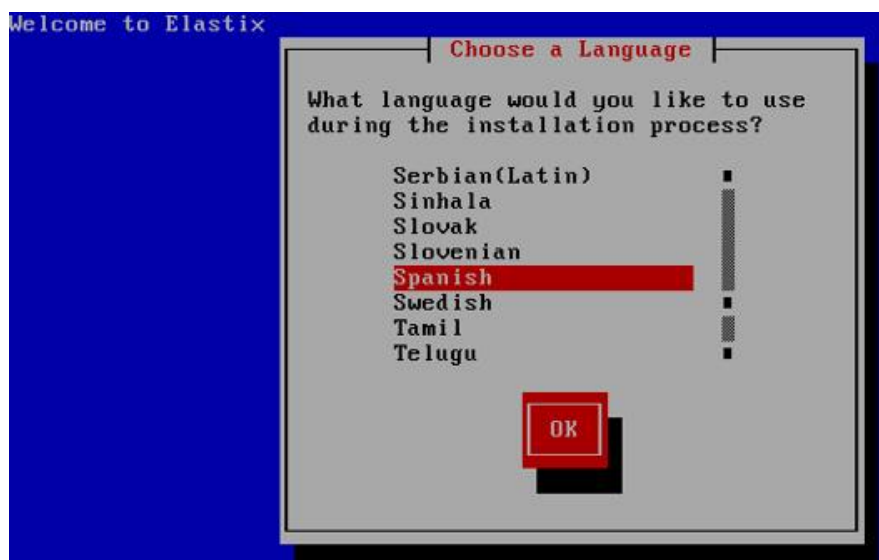 Welcome to Elastix
Choose a Language
What language would you like to use
during the installation process?
Serbian(Latin)
Sinhala
Slovak
Slovenian
Spanish
Swedish
Tamil
Telugu
OK